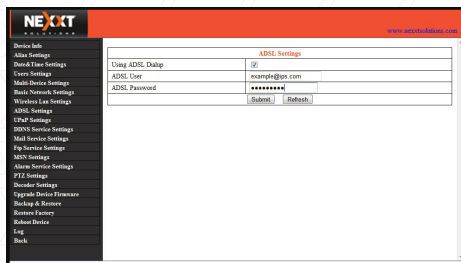 NEXXT
SOLUTIONS
www.nexxtsolutions.com
Device Info
Alias Settings
Date&Time Settings
Users Settings
Multi-Device Settings
Basic Network Settings
Wireless Lan Settings
ADSL Settings
UPnP Settings
DDNS Service Settings
Mail Service Settings
Ftp Service Settings
MSN Settings
Alarm Service Settings
PTZ Settings
Decoder Settings
Upgrade Device Firmware
Backup & Restore
Restore Factory
Reboot Device
Log
Back
ADSL Settings
Using ADSL Dialup
ADSL User example@ips.com
ADSL Password •••••••••
Submit Refresh